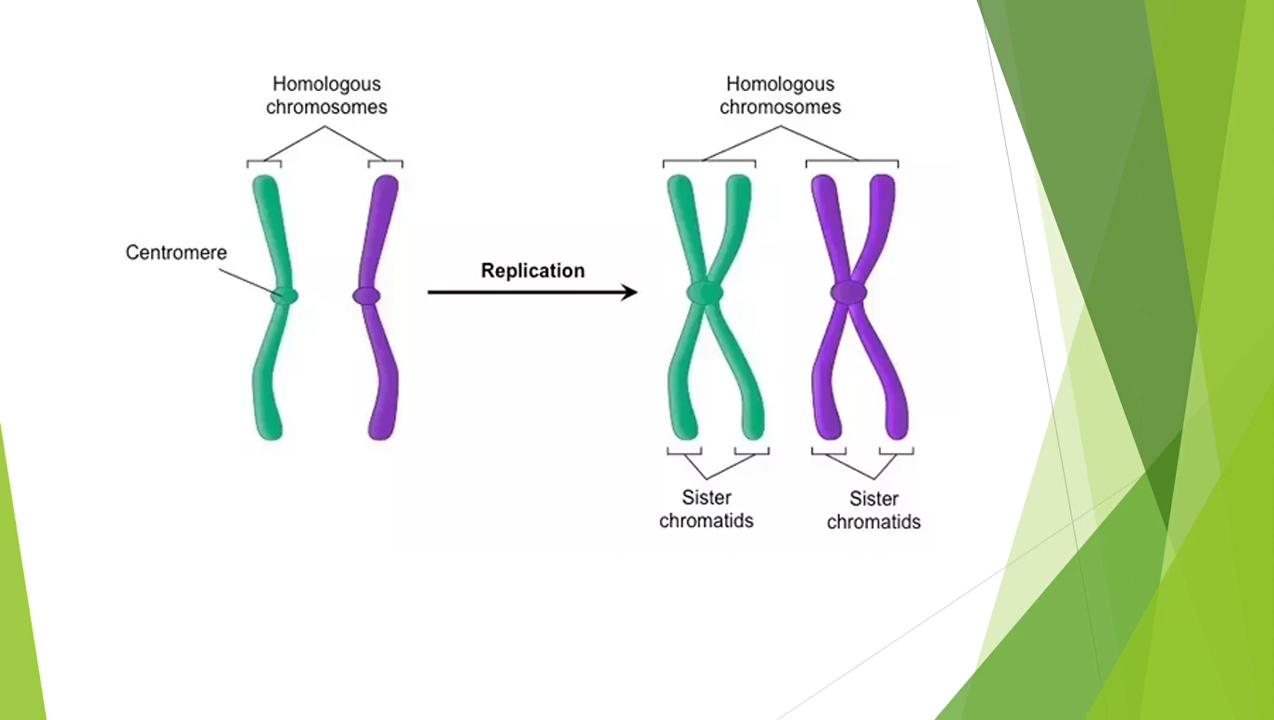 Homologous
chromosomes
Homologous
chromosomes
Centromere
Replication
Sister
chromatids
Sister
chromatids